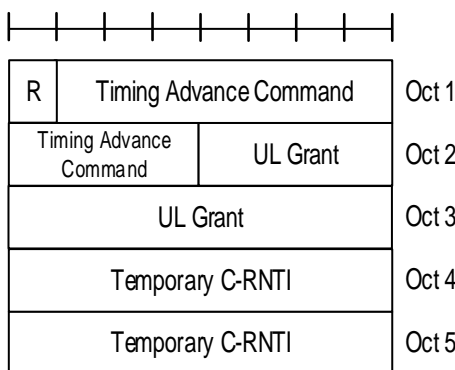 R Timing Advance Command Oct 1
Timing Advance
Command UL Grant Oct 2
UL Grant Oct 3
Temporary C-RNTI Oct 4
Temporary C-RNTI Oct 5